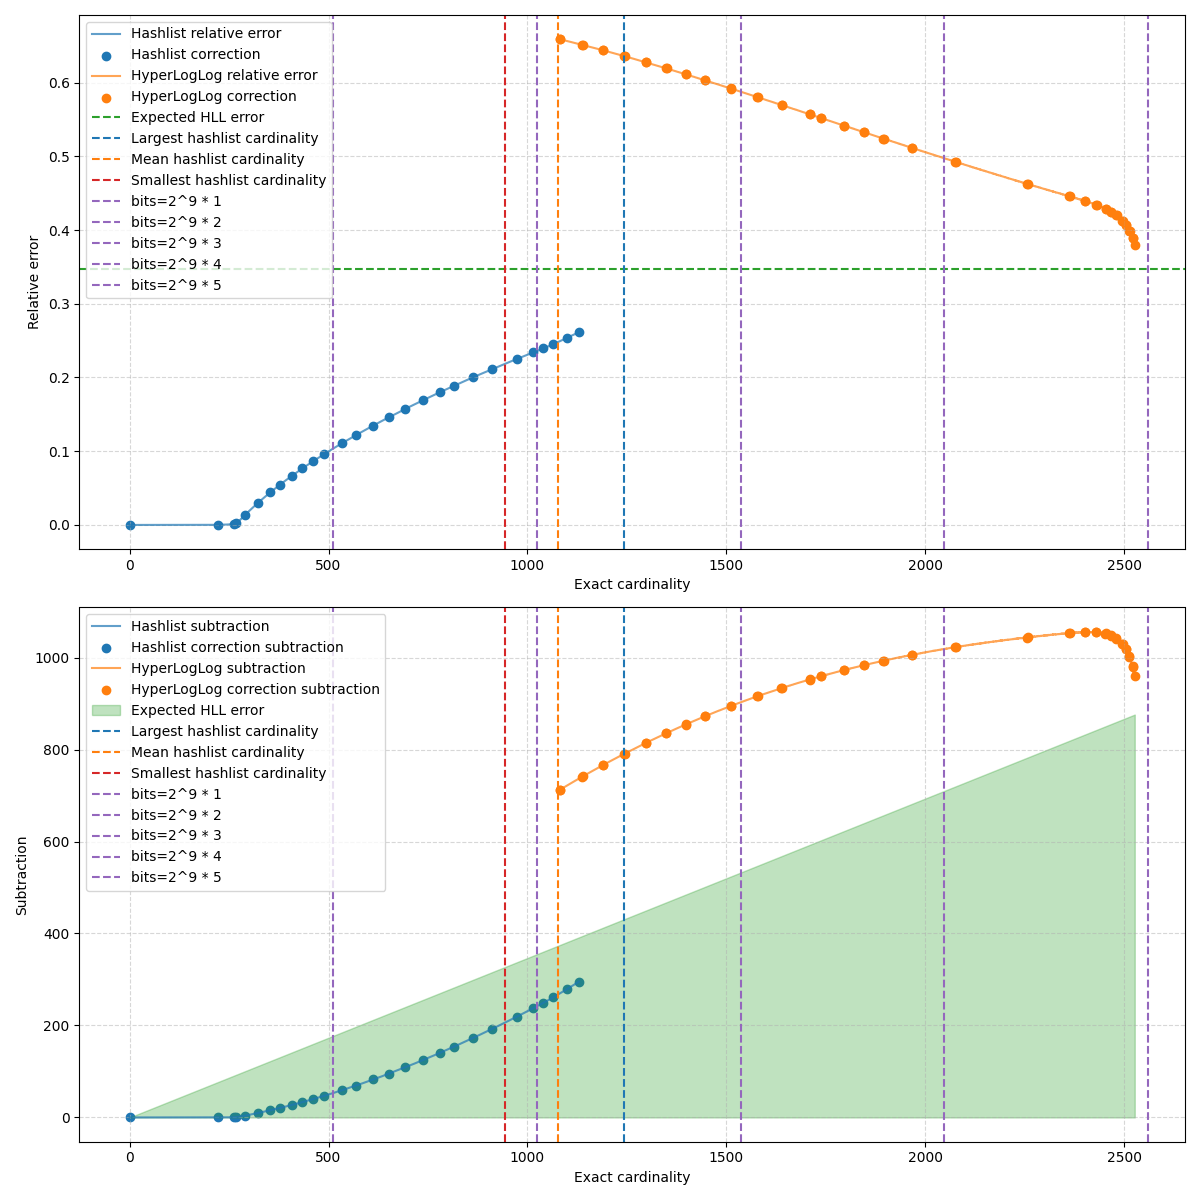 Hashlist relative error
Hashlist correction
HyperLogLog relative error
HyperLogLog correction
Expected HLL error
Largest hashlist cardinality
Mean hashlist cardinality
Smallest hashlist cardinality
bits=2^9 * 1
bits=2^9 * 2
bits=2^9 * 3
bits=2^9 * 4
bits=2^9 * 5
0.6
0.5
0.4
0.3
0.2
0.1
0.0
Relative error
0 500 1000 1500 2000 2500
Exact cardinality
Hashlist subtraction
Hashlist correction subtraction
HyperLogLog subtraction
HyperLogLog correction subtraction
Expected HLL error
Largest hashlist cardinality
Mean hashlist cardinality
Smallest hashlist cardinality
bits=2^9 * 1
bits=2^9 * 2
bits=2^9 * 3
bits=2^9 * 4
bits=2^9 * 5
1000
800
600
400
200
0
Subtraction
0 500 1000 1500 2000 2500
Exact cardinality